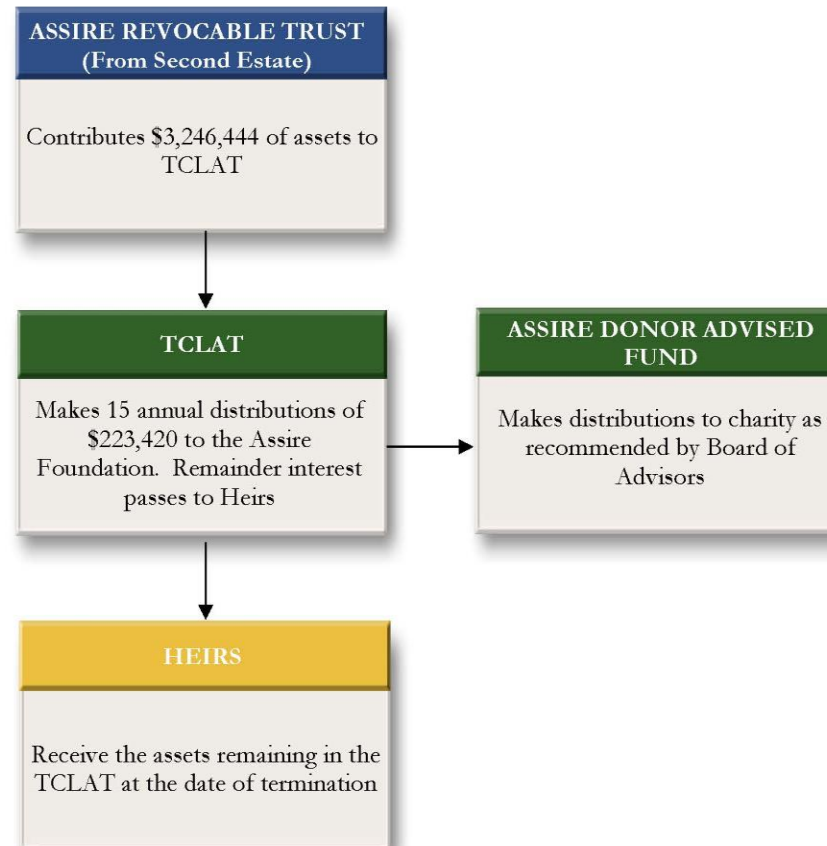 ASSIRE REVOCABLE TRUST
(From Second Estate)
Contributes $3,246,444 of assets to
TCLAT
TCLAT
Makes 15 annual distributions of
$223,420 to the Assire
Foundation. Remainder interest
passes to Heirs
ASSIRE DONOR ADVISED
FUND
Makes distributions to charity as
recommended by Board of
Advisors
HEIRS
Receive the assets remaining in the
TCLAT at the date of termination